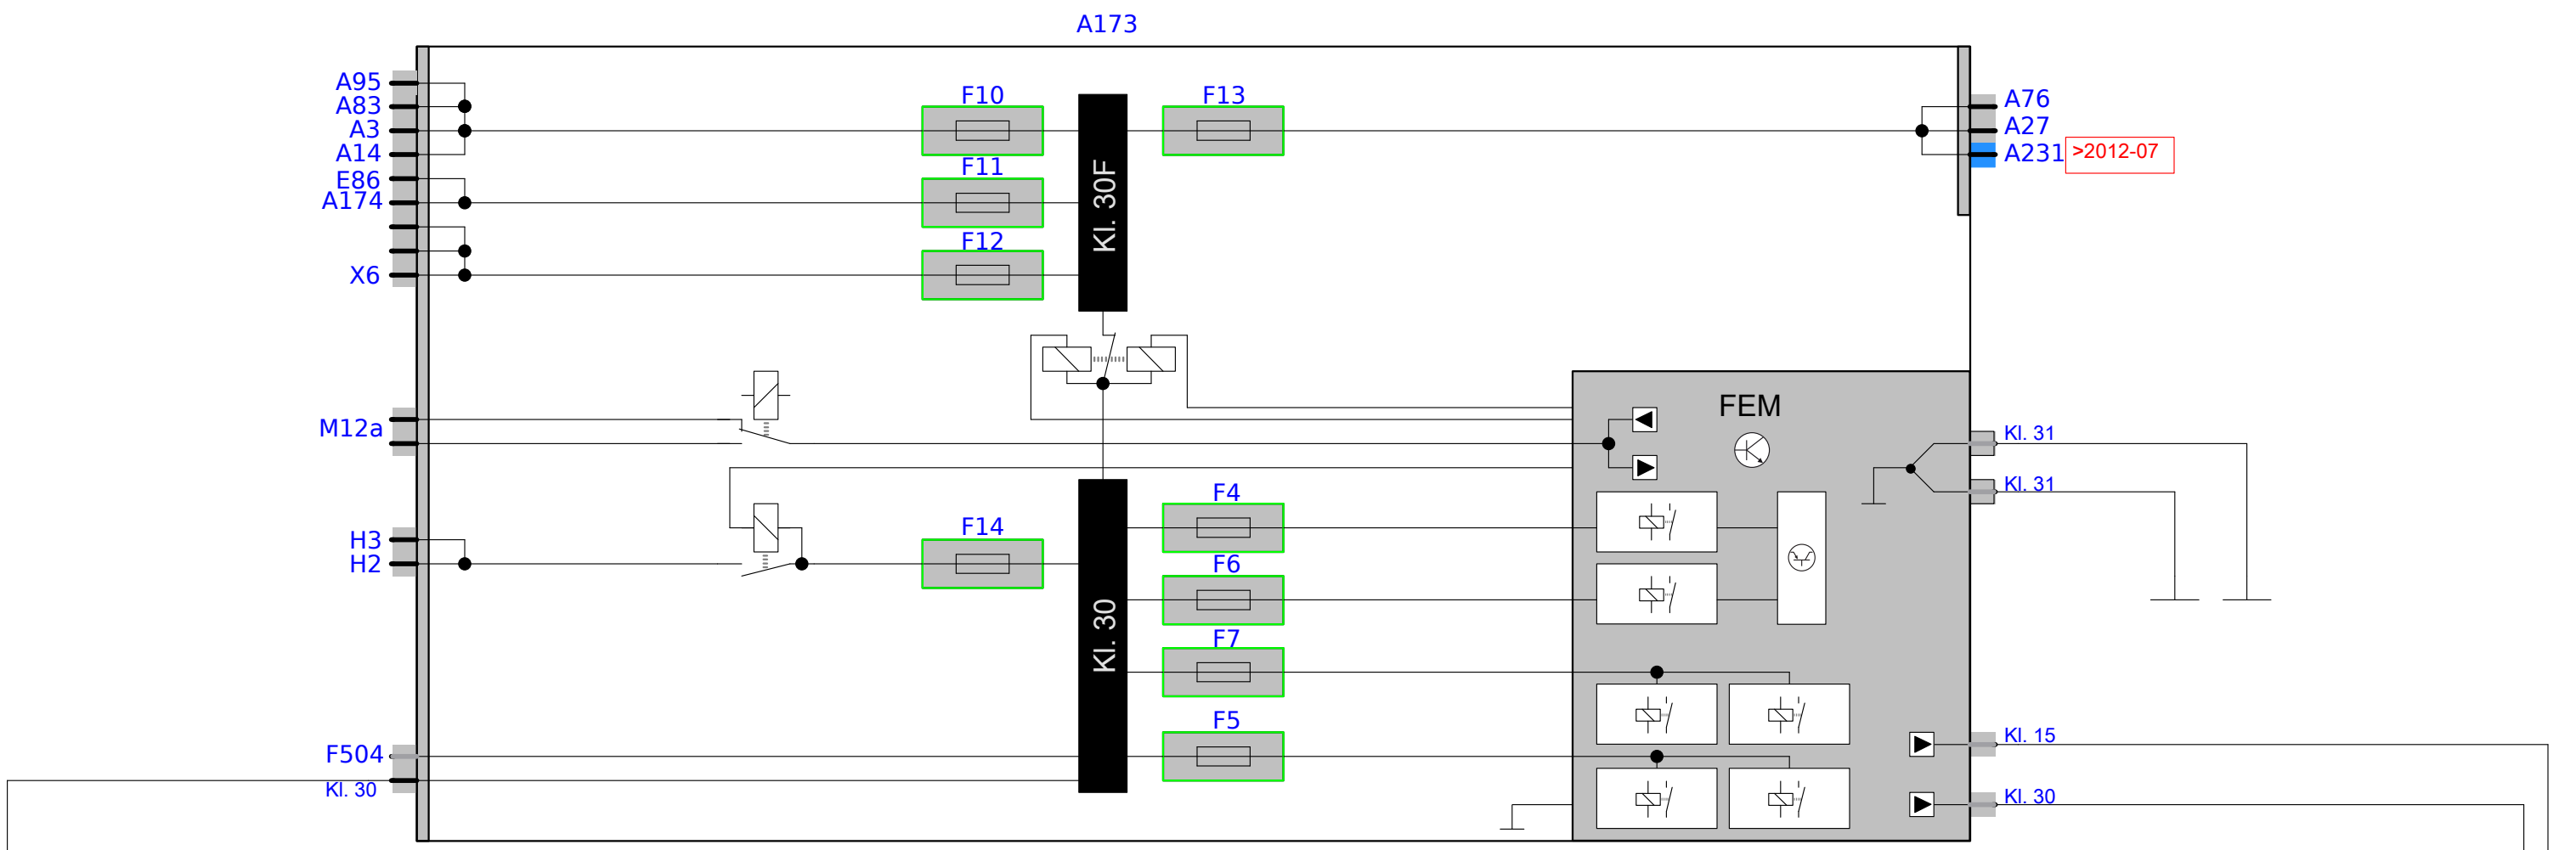 A173
A95
A83
A3
A14
E86
A174
X6
F10
F13
F11
F12
Kl. 30F
A76
A27
A231
>2012-07
M12a
FEM
Kl. 31
Kl. 31
H3
H2
F14
F4
F6
F7
F5
Kl. 30
F504
Kl. 30
Kl. 15
Kl. 30